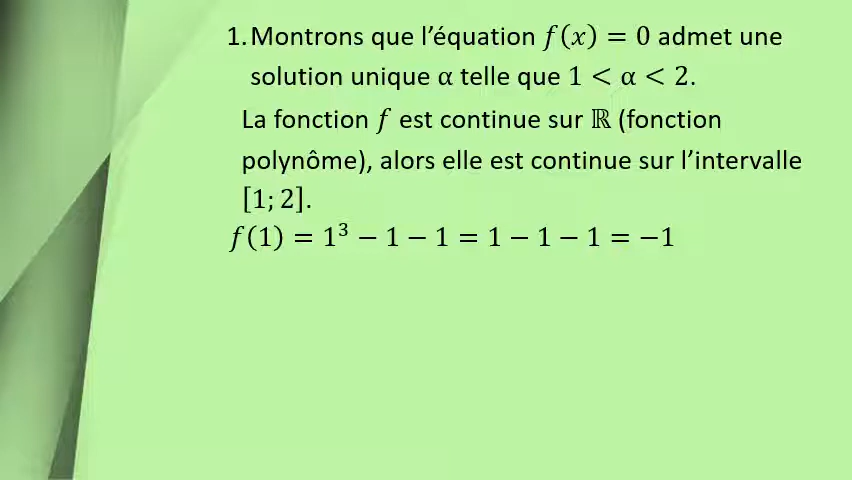 1. Montrons que l’équation f(x) = 0 admet une
solution unique α telle que 1 < α < 2.
La fonction f est continue sur ℝ (fonction
polynôme), alors elle est continue sur l’intervalle
[1; 2].
f(1) = 1³ − 1 − 1 = 1 − 1 − 1 = −1